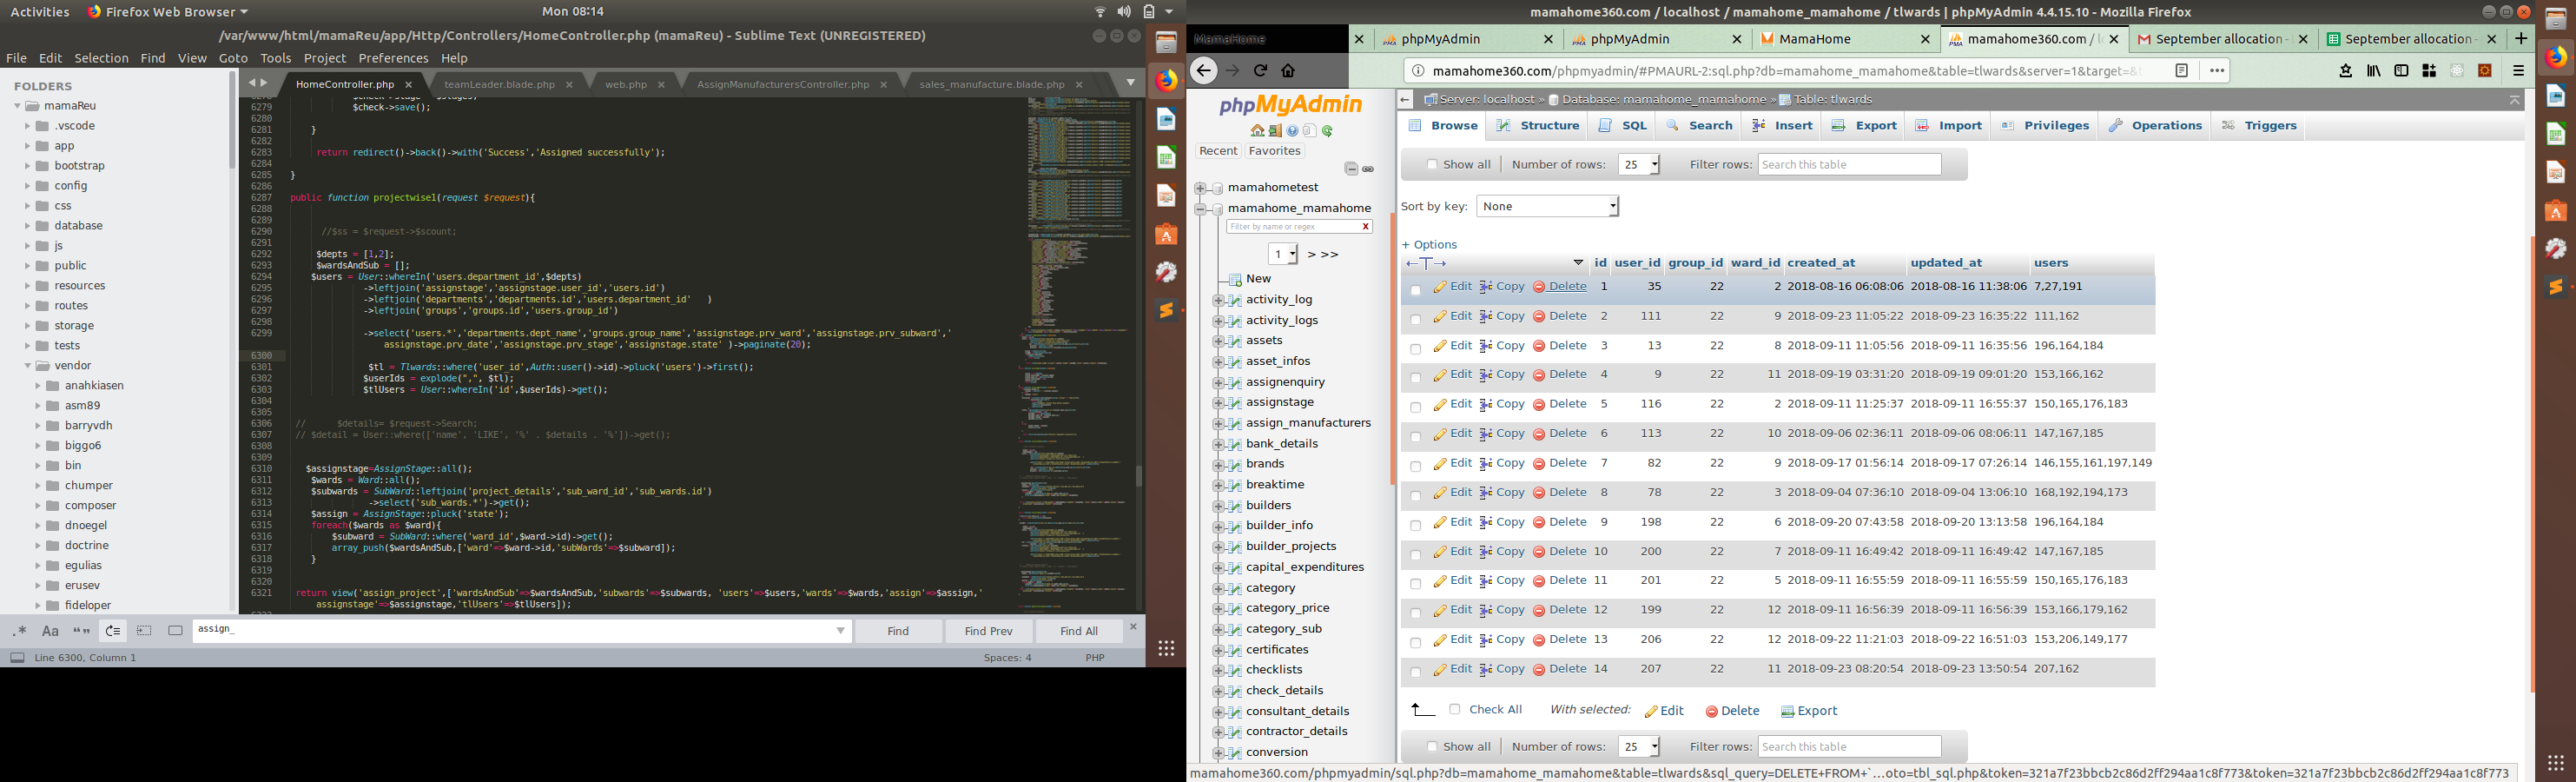 Activities Firefox Web Browser Mon 08:14
/var/www/html/mamaReu/app/Http/Controllers/HomeController.php (mamaReu) - Sublime Text (UNREGISTERED)
File Edit Selection Find View Goto Tools Project Preferences Help
FOLDERS
mamaReu
.vscode
app
bootstrap
config
css
database
js
public
resources
routes
storage
tests
vendor
anahkiasen
asm89
barryvdh
biggo6
bin
chumper
composer
dnoegel
doctrine
egulias
erusev
fideloper
HomeController.php teamLeader.blade.php web.php AssignManufacturersController.php sales_manufacture.blade.php
6279 $check->save();
6280
6281 }
6282
6283 return redirect()->back()->with('Success','Assigned successfully');
6284
6285 }
6286
6287 public function projectwise1(request $request){
6288
6289
6290 //$ss = $request->$scount;
6291
6292 $depts = [1,2];
6293 $wardsAndSub = [];
6294 $users = User::whereIn('users.department_id',$depts)
6295 ->leftjoin('assignstage','assignstage.user_id','users.id')
6296 ->leftjoin('departments','departments.id','users.department_id' )
6297 ->leftjoin('groups','groups.id','users.group_id')
6298
6299 ->select('users.*','departments.dept_name','groups.group_name','assignstage.prv_ward','assignstage.prv_subward','
assignstage.prv_date','assignstage.prv_stage','assignstage.state' )->paginate(20);
6300
6301 $tl = Tlwards::where('user_id',Auth::user()->id)->pluck('users')->first();
6302 $userIds = explode(",", $tl);
6303 $tlUsers = User::whereIn('id',$userIds)->get();
6304
6305
6306 // $details= $request->Search;
6307 // $detail = User::where(['name', 'LIKE', '%' . $details . '%'])->get();
6308
6309
6310 $assignstage=AssignStage::all();
6311 $wards = Ward::all();
6312 $subwards = SubWard::leftjoin('project_details','sub_ward_id','sub_wards.id')
6313 ->select('sub_wards.*')->get();
6314 $assign = AssignStage::pluck('state');
6315 foreach($wards as $ward){
6316 $subward = SubWard::where('ward_id',$ward->id)->get();
6317 array_push($wardsAndSub,['ward'=>$ward->id,'subWards'=>$subward]);
6318 }
6319
6320
6321 return view('assign_project',['wardsAndSub'=>$wardsAndSub,'subwards'=>$subwards, 'users'=>$users,'wards'=>$wards,'assign'=>$assign,'
assignstage'=>$assignstage,'tlUsers'=>$tlUsers]);
.* Aa “” assign_ Find Find Prev Find All
Line 6300, Column 1 Spaces: 4 PHP
mamahome360.com / localhost / mamahome_mamahome / tlwards | phpMyAdmin 4.4.15.10 - Mozilla Firefox
MamaHome phpMyAdmin phpMyAdmin MamaHome mamahome360.com / l September allocation - September allocation -
mamahome360.com/phpmyadmin/#PMAURL-2:sql.php?db=mamahome_mamahome&table=tlwards&server=1&target=&
phpMyAdmin
Recent Favorites
mamahometest
mamahome_mamahome
Filter by name or regex X
1 > >>
New
activity_log
activity_logs
assets
asset_infos
assignenquiry
assignstage
assign_manufacturers
bank_details
brands
breaktime
builders
builder_info
builder_projects
capital_expenditures
category
category_price
category_sub
certificates
checklists
check_details
consultant_details
contractor_details
conversion
Server: localhost » Database: mamahome_mamahome » Table: tlwards
Browse Structure SQL Search Insert Export Import Privileges Operations Triggers
Show all Number of rows: 25 Filter rows: Search this table
Sort by key: None
+ Options
←T→ id user_id group_id ward_id created_at updated_at users
Edit Copy Delete 1 35 22 2 2018-08-16 06:08:06 2018-08-16 11:38:06 7,27,191
Edit Copy Delete 2 111 22 9 2018-09-23 11:05:22 2018-09-23 16:35:22 111,162
Edit Copy Delete 3 13 22 8 2018-09-11 11:05:56 2018-09-11 16:35:56 196,164,184
Edit Copy Delete 4 9 22 11 2018-09-19 03:31:20 2018-09-19 09:01:20 153,166,162
Edit Copy Delete 5 116 22 2 2018-09-11 11:25:37 2018-09-11 16:55:37 150,165,176,183
Edit Copy Delete 6 113 22 10 2018-09-06 02:36:11 2018-09-06 08:06:11 147,167,185
Edit Copy Delete 7 82 22 9 2018-09-17 01:56:14 2018-09-17 07:26:14 146,155,161,197,149
Edit Copy Delete 8 78 22 3 2018-09-04 07:36:10 2018-09-04 13:06:10 168,192,194,173
Edit Copy Delete 9 198 22 6 2018-09-20 07:43:58 2018-09-20 13:13:58 196,164,184
Edit Copy Delete 10 200 22 7 2018-09-11 16:49:42 2018-09-11 16:49:42 147,167,185
Edit Copy Delete 11 201 22 5 2018-09-11 16:55:59 2018-09-11 16:55:59 150,165,176,183
Edit Copy Delete 12 199 22 12 2018-09-11 16:56:39 2018-09-11 16:56:39 153,166,179,162
Edit Copy Delete 13 206 22 12 2018-09-22 11:21:03 2018-09-22 16:51:03 153,206,149,177
Edit Copy Delete 14 207 22 11 2018-09-23 08:20:54 2018-09-23 13:50:54 207,162
Check All With selected: Edit Delete Export
Show all Number of rows: 25 Filter rows: Search this table
mamahome360.com/phpmyadmin/sql.php?db=mamahome_mamahome&table=tlwards&sql_query=DELETE+FROM+`…oto=tbl_sql.php&token=321a7f23bbcb2c86d2ff294aa1c8f773&token=321a7f23bbcb2c86d2ff294aa1c8f773